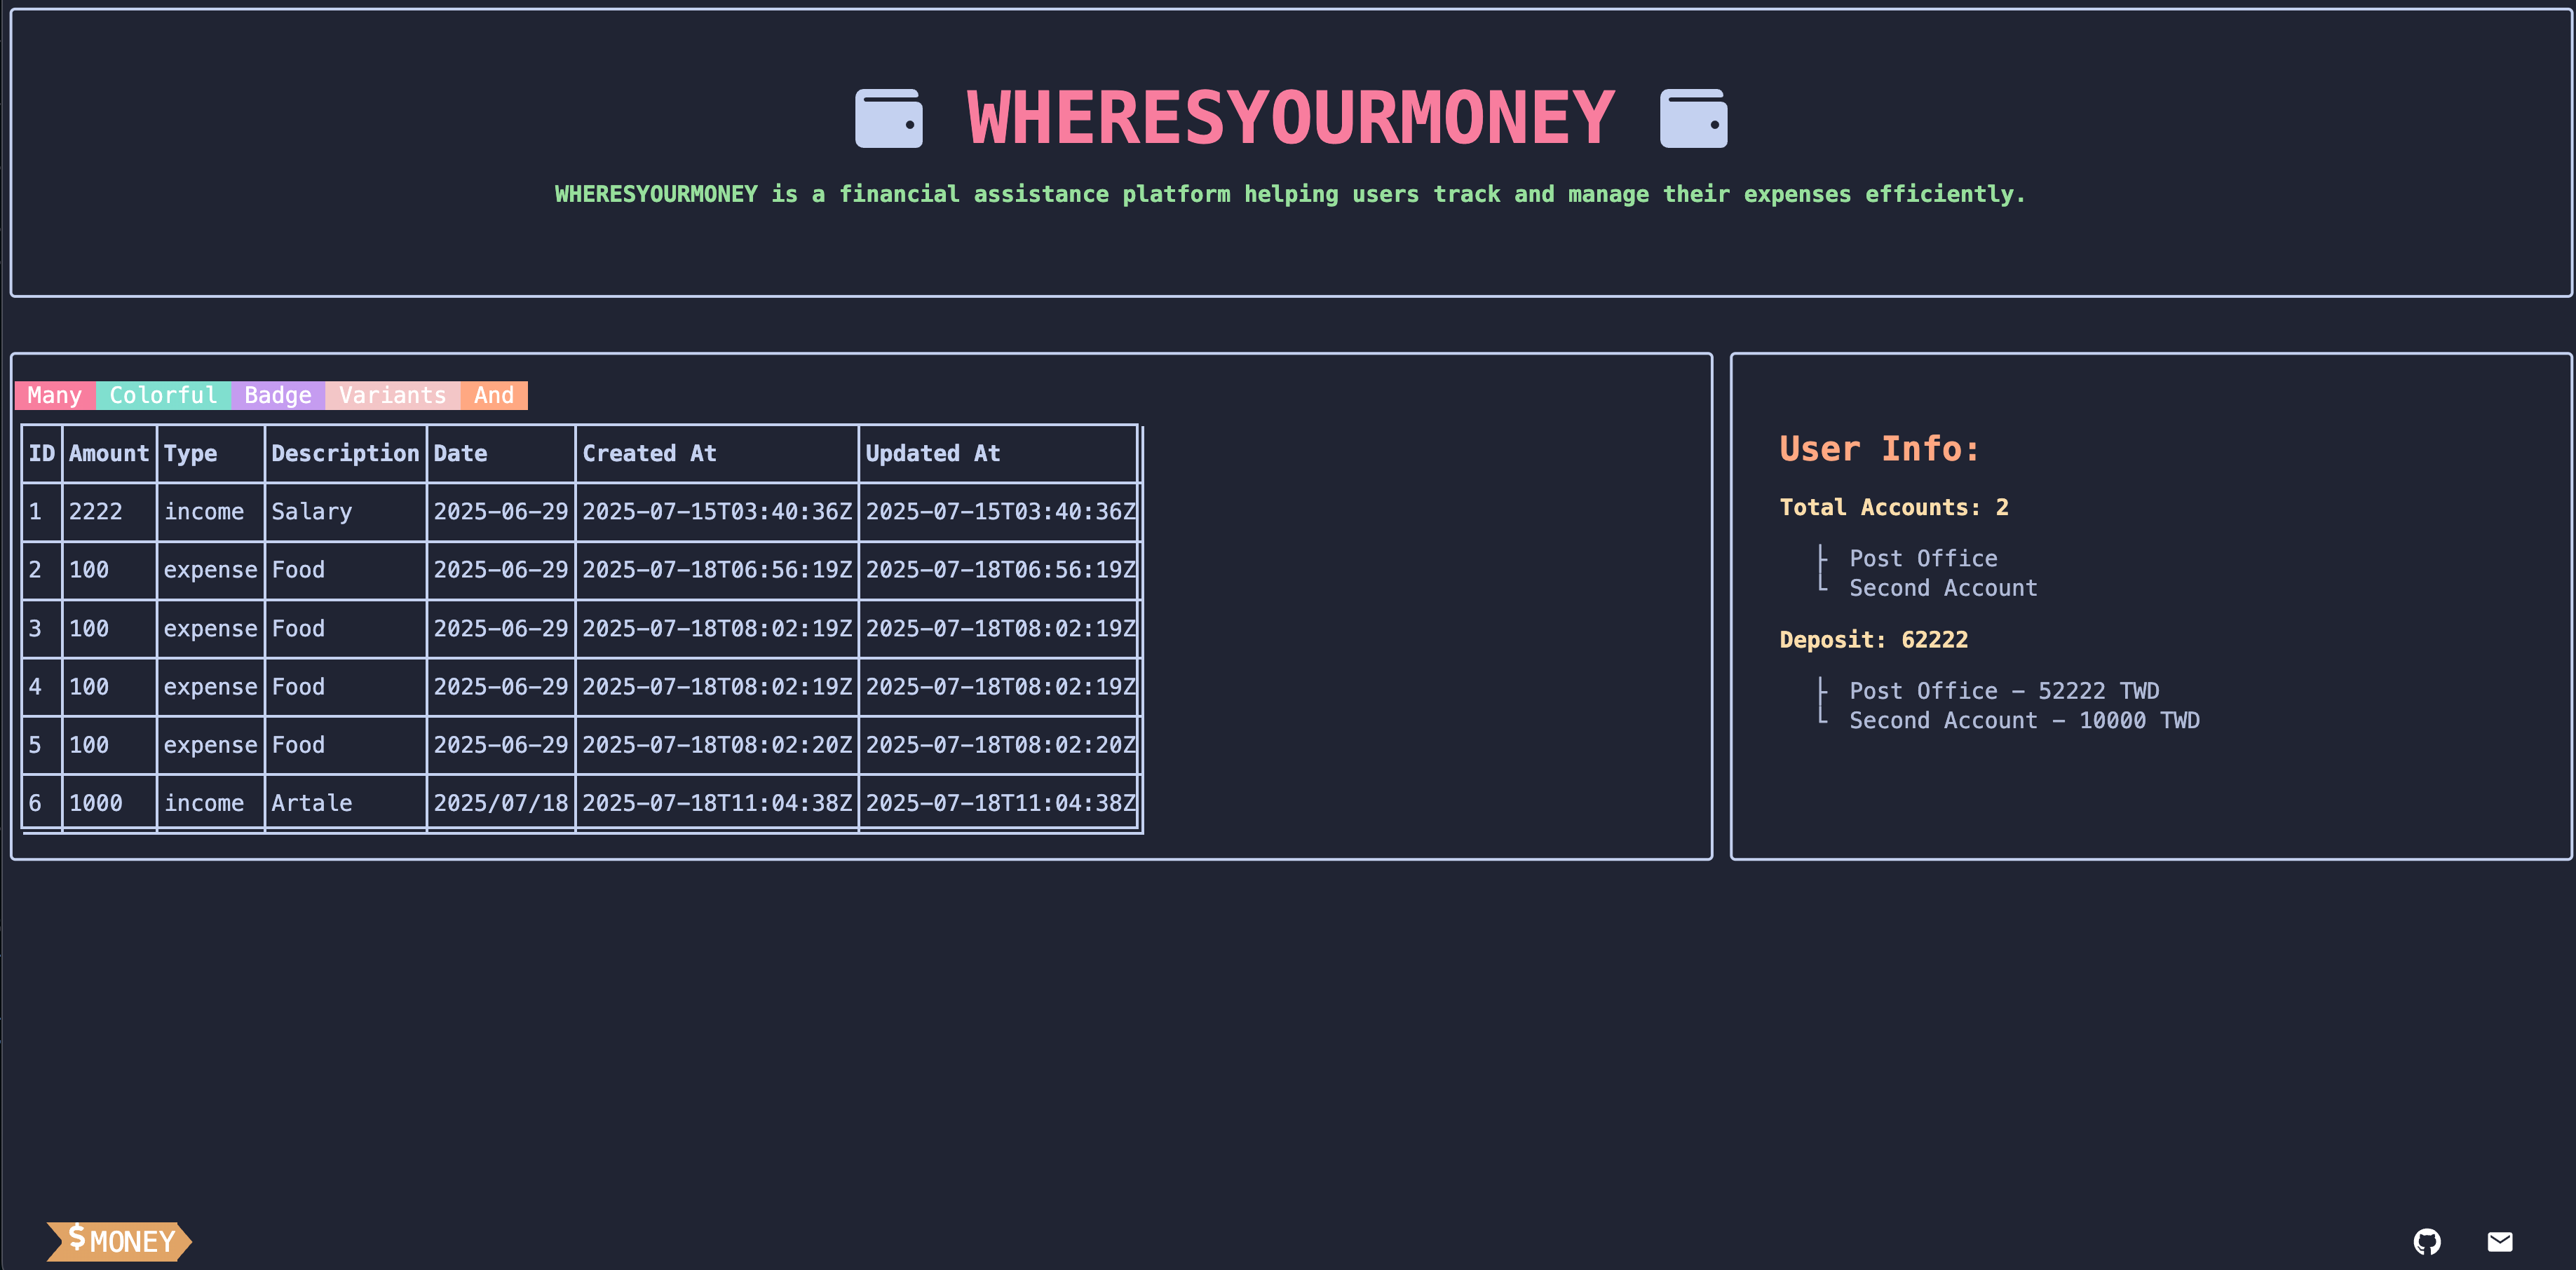 WHERESYOURMONEY
WHERESYOURMONEY is a financial assistance platform helping users track and manage their expenses efficiently.
Many Colorful Badge Variants And
ID Amount Type Description Date Created At Updated At
1 2222 income Salary 2025-06-29 2025-07-15T03:40:36Z 2025-07-15T03:40:36Z
2 100 expense Food 2025-06-29 2025-07-18T06:56:19Z 2025-07-18T06:56:19Z
3 100 expense Food 2025-06-29 2025-07-18T08:02:19Z 2025-07-18T08:02:19Z
4 100 expense Food 2025-06-29 2025-07-18T08:02:19Z 2025-07-18T08:02:19Z
5 100 expense Food 2025-06-29 2025-07-18T08:02:20Z 2025-07-18T08:02:20Z
6 1000 income Artale 2025/07/18 2025-07-18T11:04:38Z 2025-07-18T11:04:38Z
User Info:
Total Accounts: 2
├ Post Office
└ Second Account
Deposit: 62222
├ Post Office - 52222 TWD
└ Second Account - 10000 TWD
$ MONEY